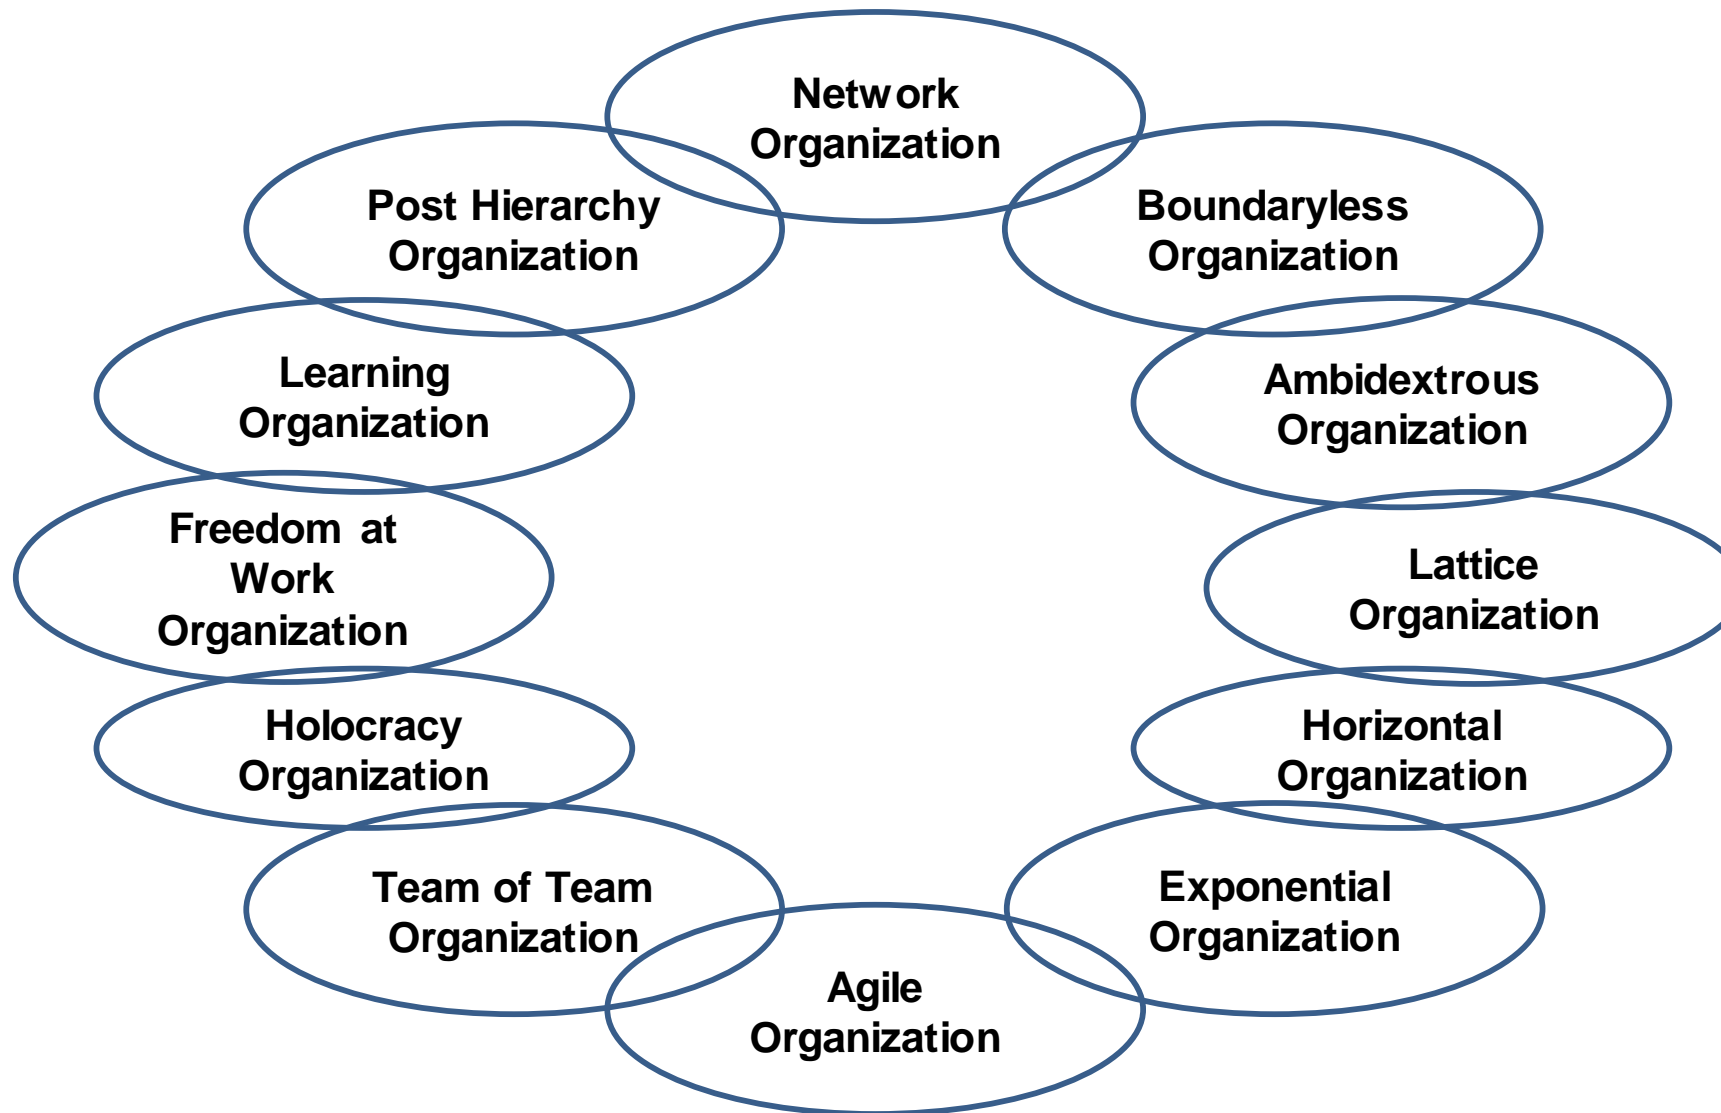 Network
Organization
Boundaryless
Organization
Ambidextrous
Organization
Lattice
Organization
Horizontal
Organization
Exponential
Organization
Agile
Organization
Team of Team
Organization
Holocracy
Organization
Freedom at
Work
Organization
Learning
Organization
Post Hierarchy
Organization